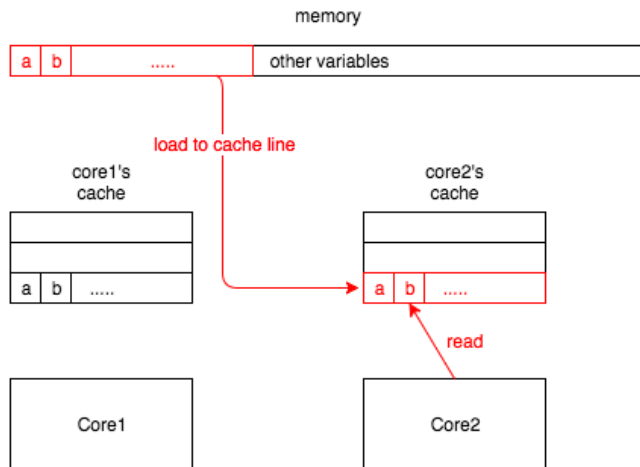 memory
a b ..... other variables
load to cache line
core1's
cache
core2's
cache
a b .....
a b .....
read
Core1
Core2